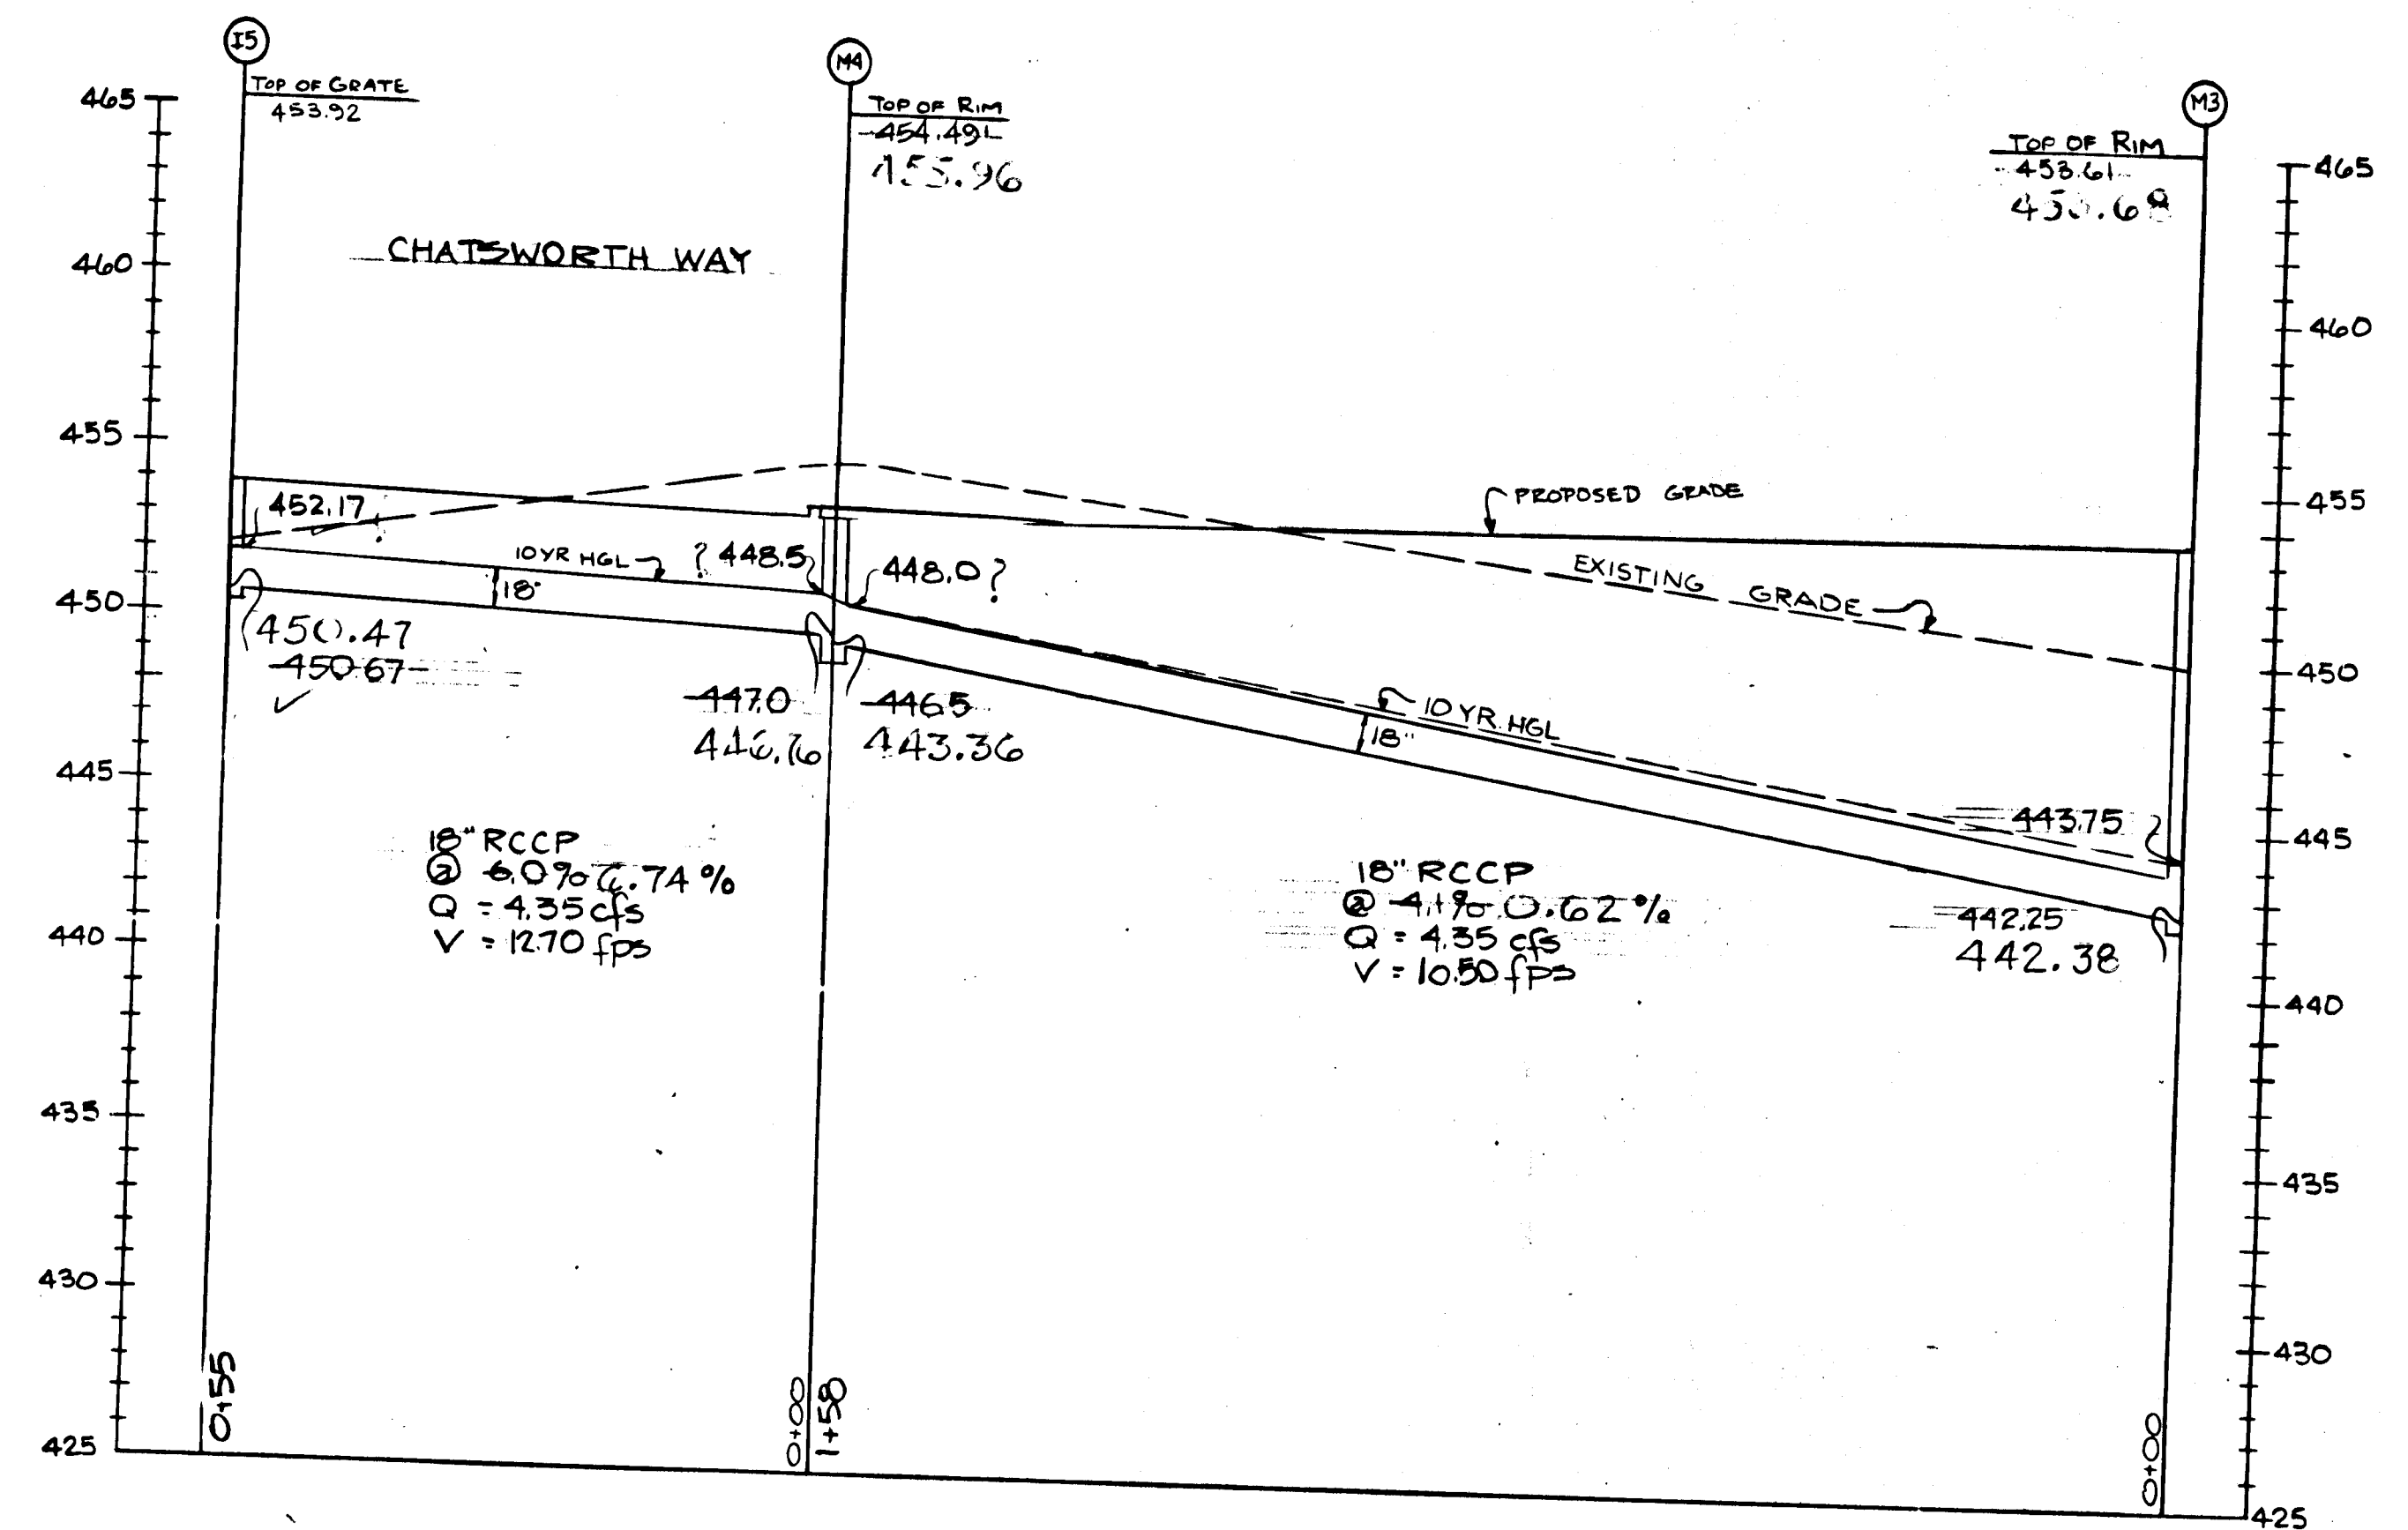 I5
TOP OF GRATE
453.92
M4
TOP OF RIM
454.49
455.96
M3
TOP OF RIM
453.61
465
460
455
450
445
440
435
430
425
CHATSWORTH WAY
452.17
10 YR HGL
18"
? 448.5
448.0 ?
450.47
450.67
447.0
446.5
443.36
PROPOSED GRADE
EXISTING GRADE
10 YR. HGL
18"
443.75
442.25
442.38
18" RCCP
@ 6.0% 6.74%
Q = 4.35 cfs
V = 12.70 fps
18" RCCP
@ 4.1% 0.62%
Q = 4.35 cfs
V = 10.50 fps
465
460
455
450
445
440
435
430
425
0+55
0+00
1+58
0+00